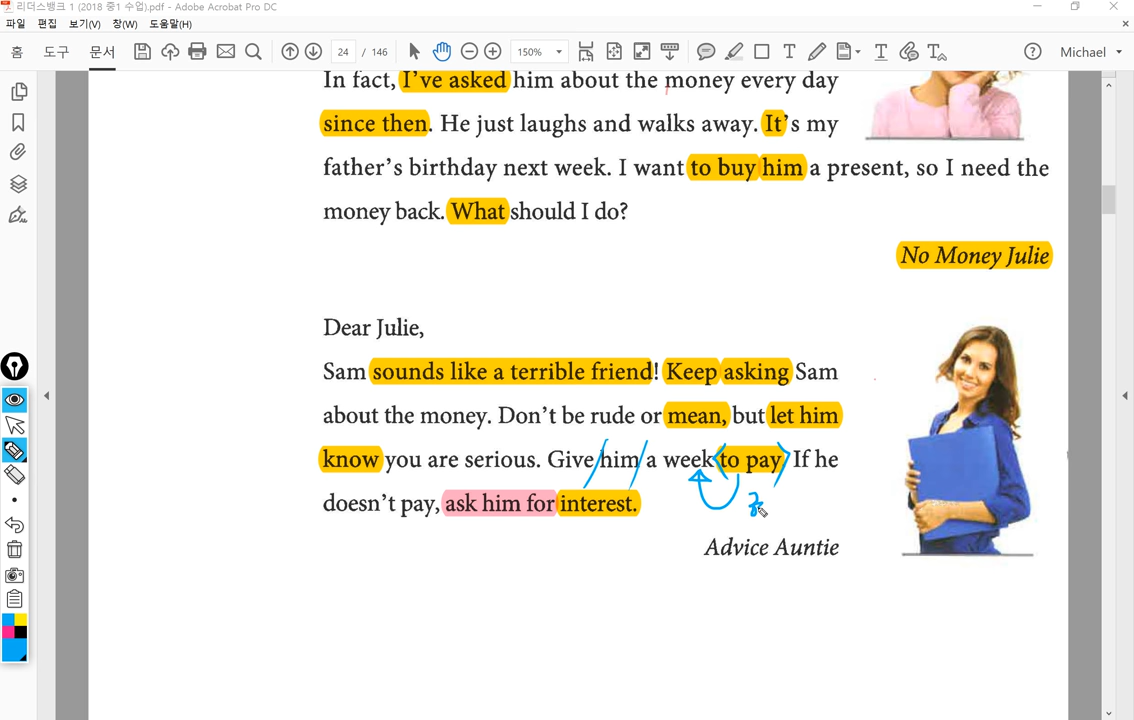 리더스뱅크 1 (2018 중1 수업).pdf - Adobe Acrobat Pro DC
파일 편집 보기(V) 창(W) 도움말(H)
홈 도구 문서 24 / 146 150% Michael
In fact, I've asked him about the money every day
since then. He just laughs and walks away. It's my
father's birthday next week. I want to buy him a present, so I need the
money back. What should I do?
No Money Julie
Dear Julie,
Sam sounds like a terrible friend! Keep asking Sam
about the money. Don't be rude or mean, but let him
know you are serious. Give him a week to pay. If he
doesn't pay, ask him for interest.
Advice Auntie